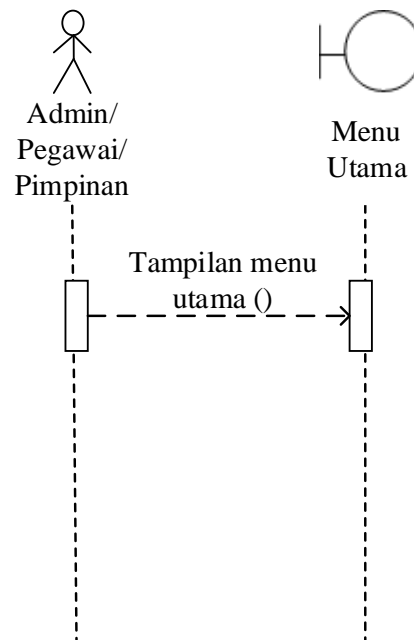 Admin/
Pegawai/
Pimpinan
Menu
Utama
Tampilan menu
utama ()